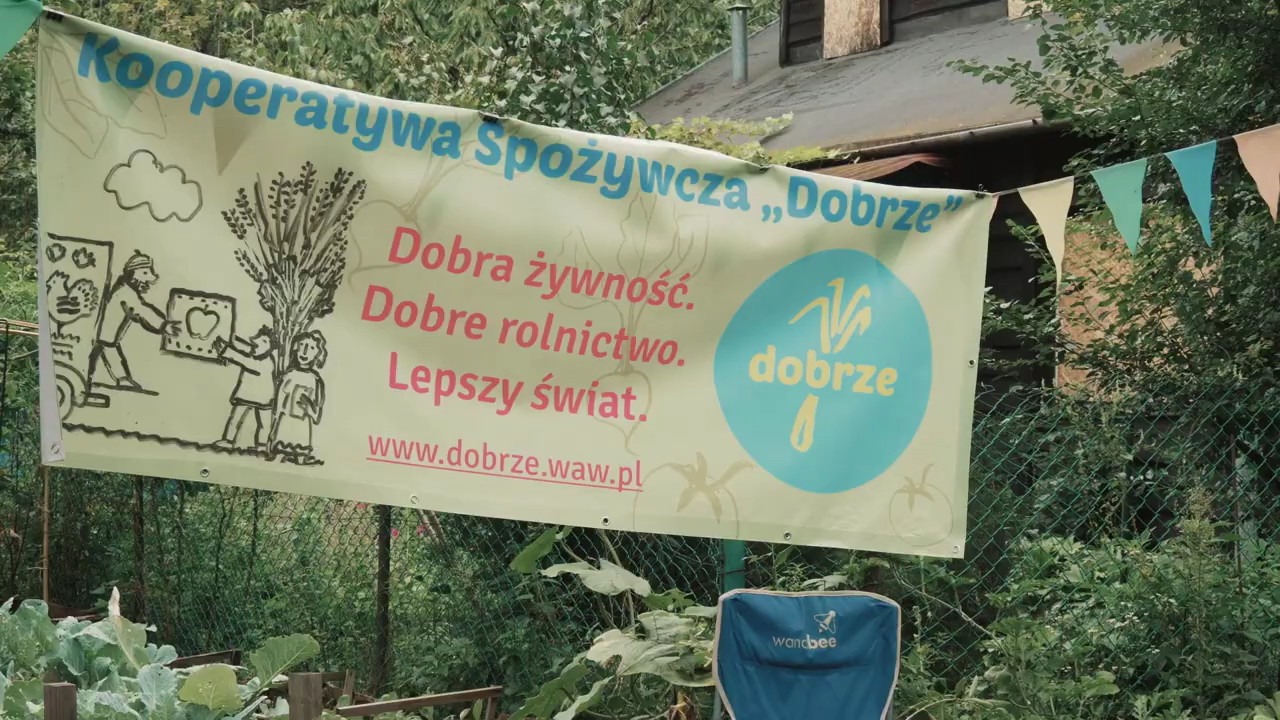 Kooperatywa Spożywcza „Dobrze”
Dobra żywność.
Dobre rolnictwo.
Lepszy świat.
www.dobrze.waw.pl
dobrze
wandbee